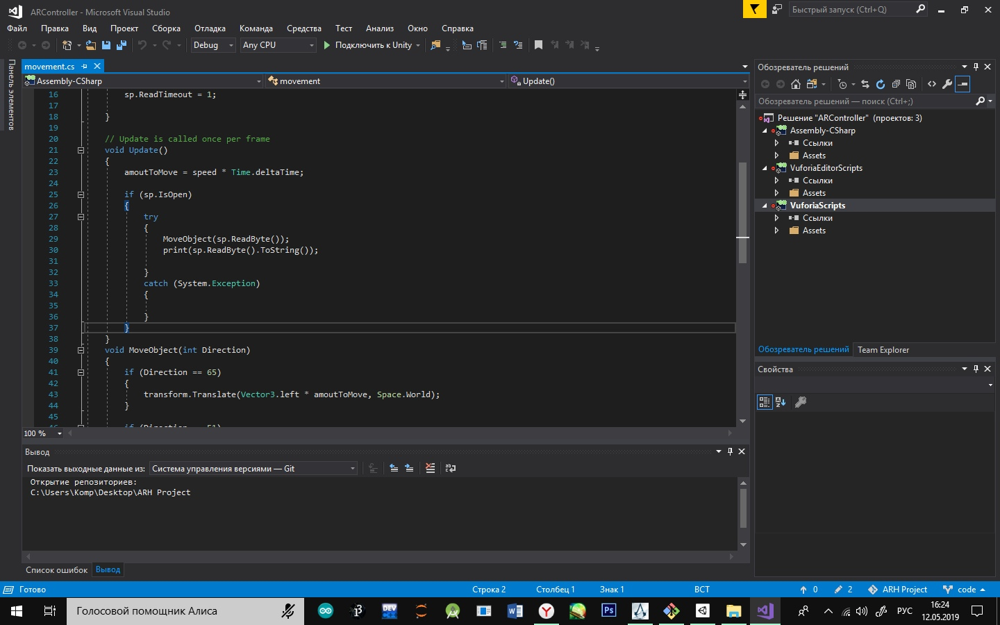 ARController - Microsoft Visual Studio
Быстрый запуск (Ctrl+Q)
Файл Правка Вид Проект Сборка Отладка Команда Средства Тест Анализ Окно Справка
Debug Any CPU Подключить к Unity
Панель элементов
movement.cs
Assembly-CSharp movement Update()
16 sp.ReadTimeout = 1;
17
18 }
19
20 // Update is called once per frame
21 void Update()
22 {
23 amoutToMove = speed * Time.deltaTime;
24
25 if (sp.IsOpen)
26 {
27 try
28 {
29 MoveObject(sp.ReadByte());
30 print(sp.ReadByte().ToString());
31
32 }
33 catch (System.Exception)
34 {
35
36 }
37 }
38 }
39 void MoveObject(int Direction)
40 {
41 if (Direction == 65)
42 {
43 transform.Translate(Vector3.left * amoutToMove, Space.World);
44 }
45
100 %
Вывод
Показать выходные данные из: Система управления версиями — Git
Открытие репозиториев:
C:\Users\Komp\Desktop\ARH Project
Список ошибок Вывод
Обозреватель решений
Обозреватель решений — поиск (Ctrl+;)
Решение "ARController" (проектов: 3)
Assembly-CSharp
Ссылки
Assets
VuforiaEditorScripts
Ссылки
Assets
VuforiaScripts
Ссылки
Assets
Обозреватель решений Team Explorer
Свойства
Готово Строка 2 Столбец 1 Знак 1 ВСТ 0 2 ARH Project code
Голосовой помощник Алиса
DEV
Ps
РУС
16:24
12.05.2019